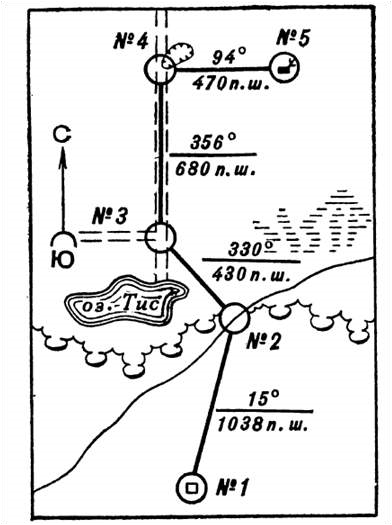 №4
94°
470 п.ш.
№5
С
356°
680 п.ш.
№3
Ю
330°
430 п.ш.
оз. Тис
№2
15°
1038 п.ш.
№1